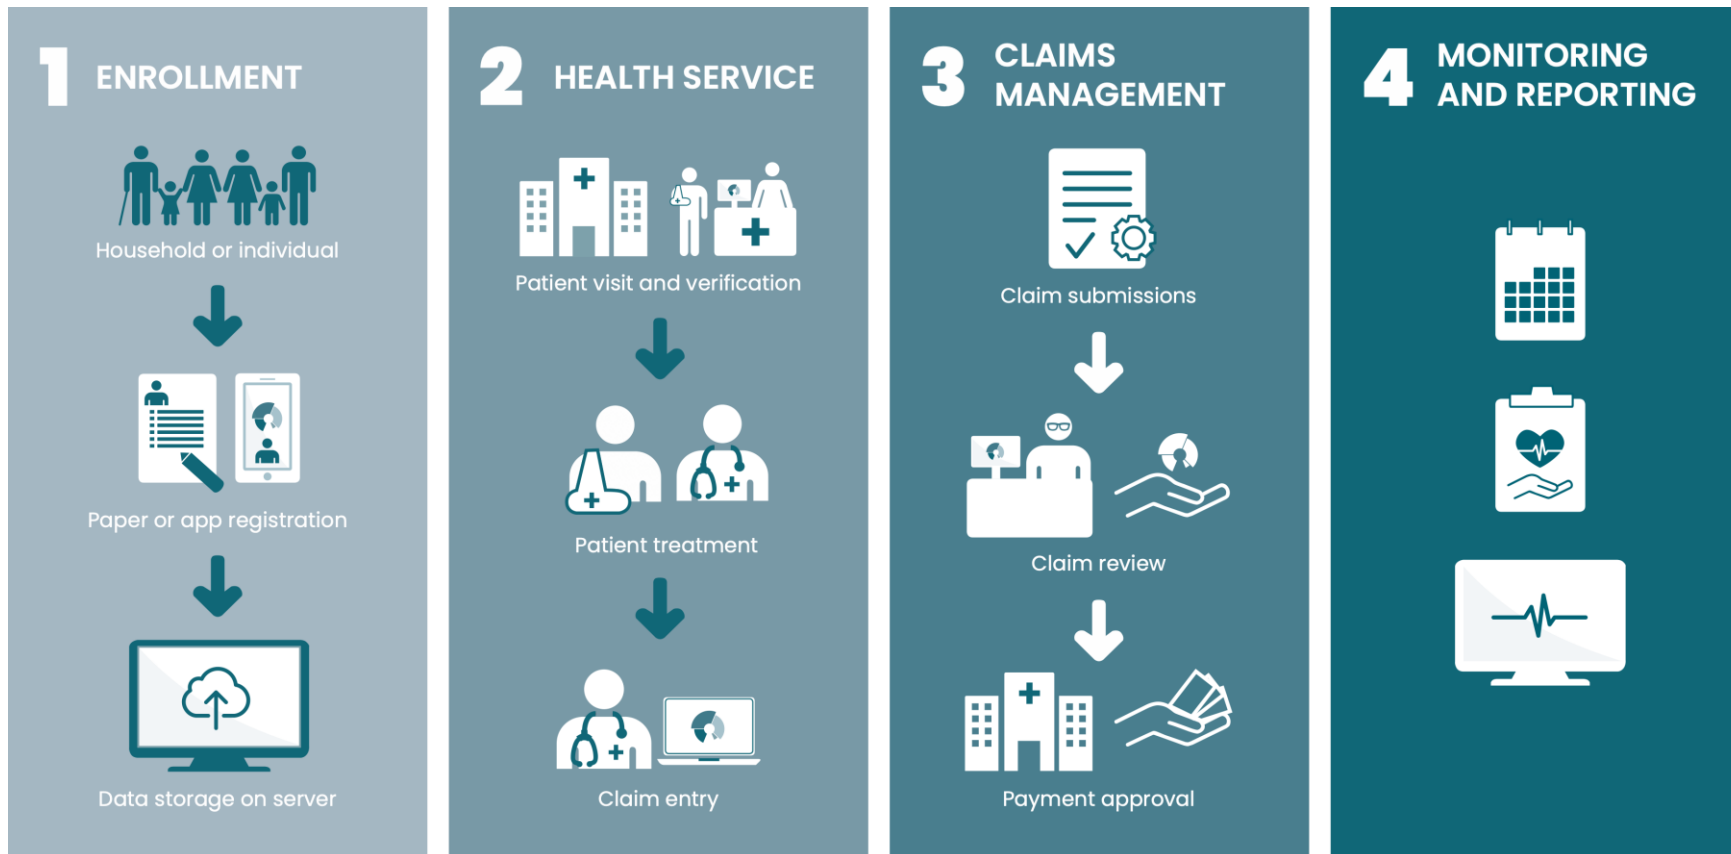 1 ENROLLMENT
Household or individual
Paper or app registration
Data storage on server
2 HEALTH SERVICE
Patient visit and verification
Patient treatment
Claim entry
3 CLAIMS
MANAGEMENT
Claim submissions
Claim review
Payment approval
4 MONITORING
AND REPORTING